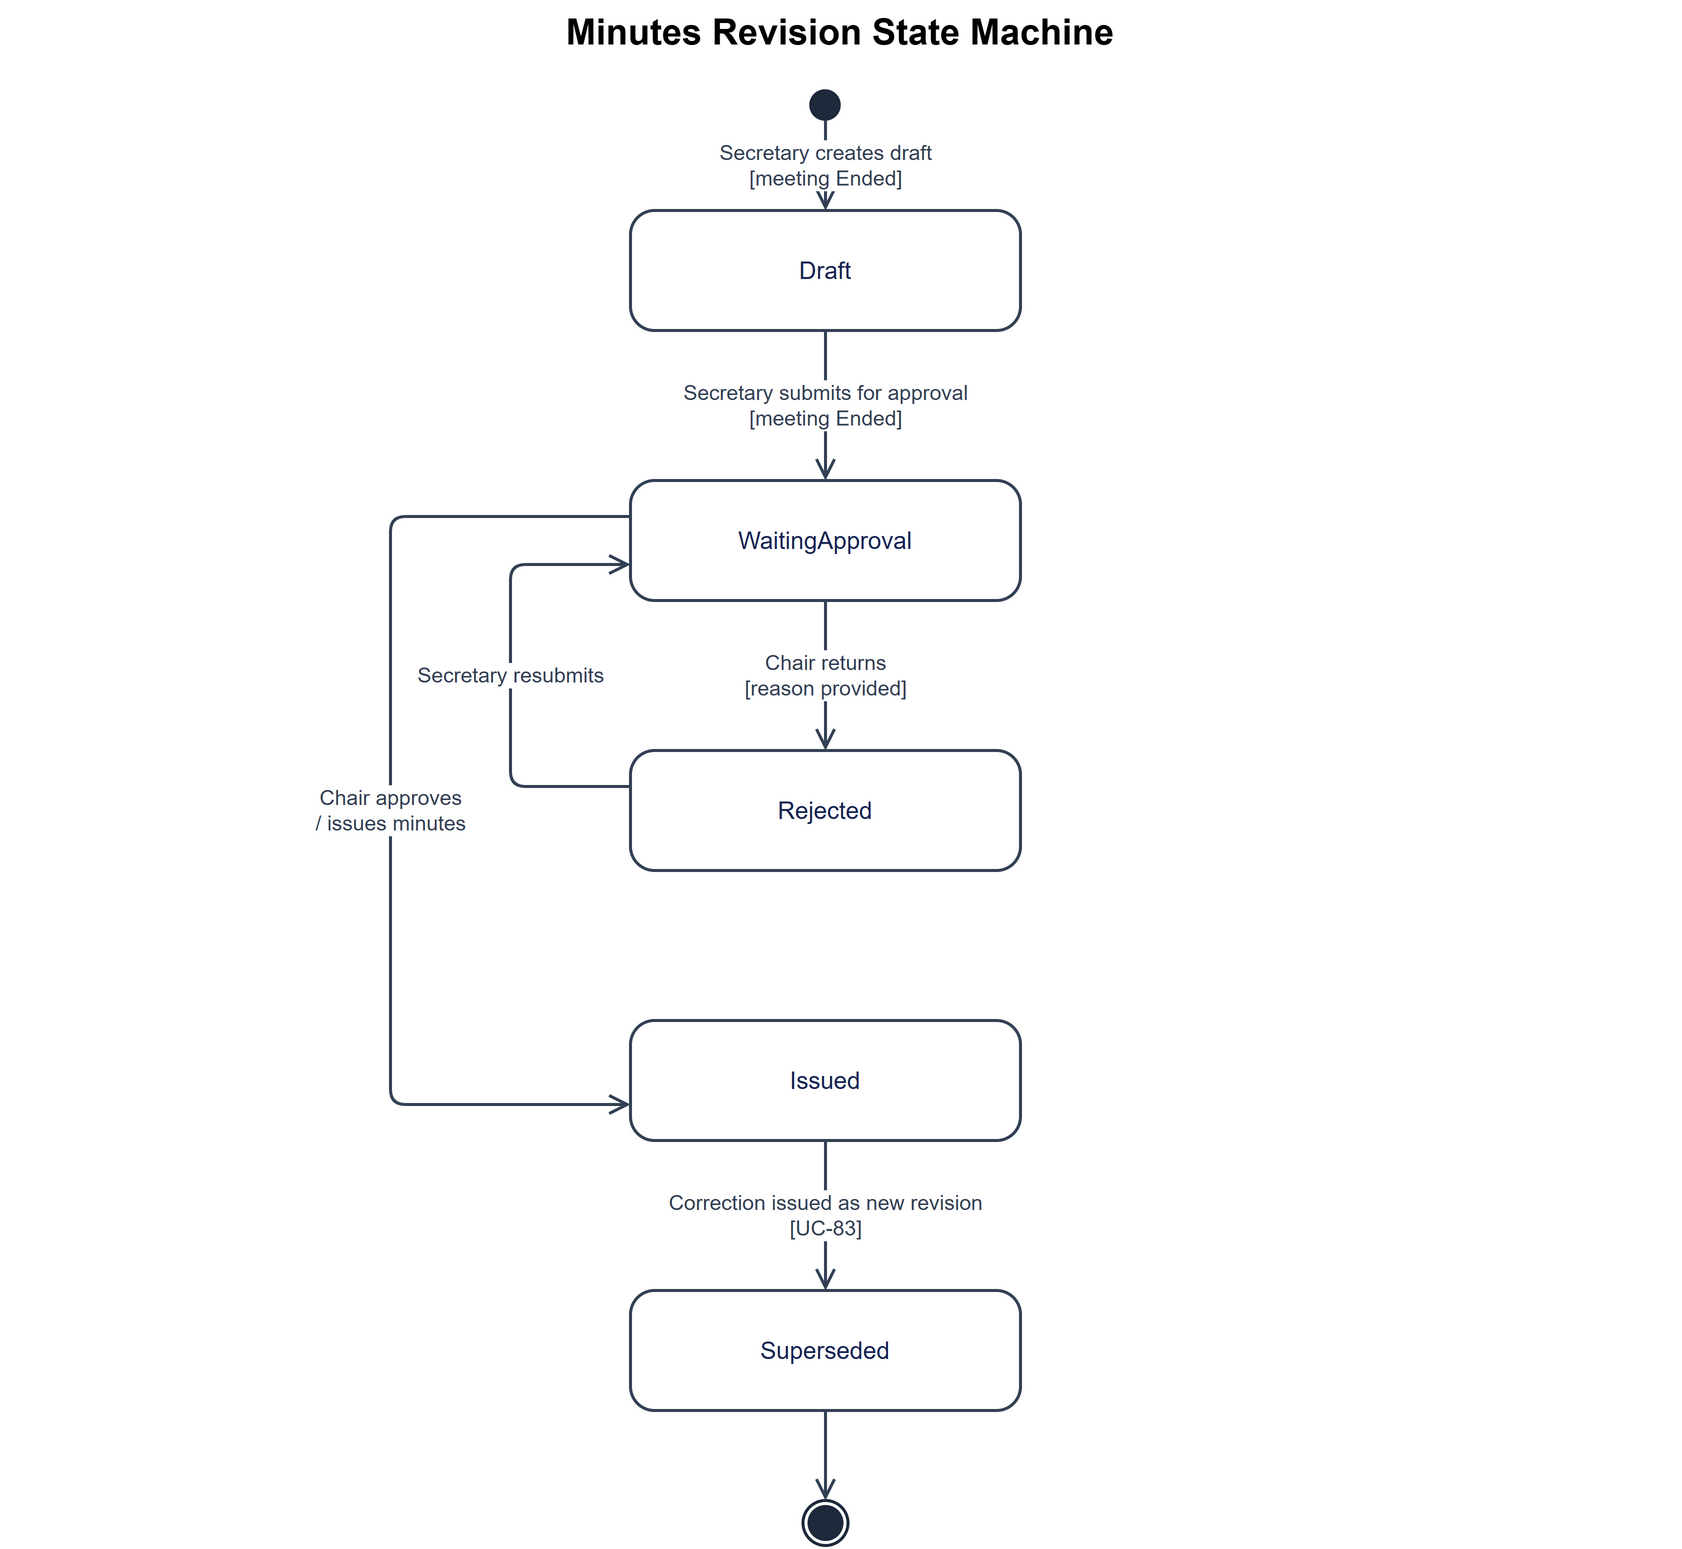 Minutes Revision State Machine
Secretary creates draft
[meeting Ended]
Draft
Secretary submits for approval
[meeting Ended]
WaitingApproval
Secretary resubmits
Chair returns
[reason provided]
Chair approves
/ issues minutes
Rejected
Issued
Correction issued as new revision
[UC-83]
Superseded